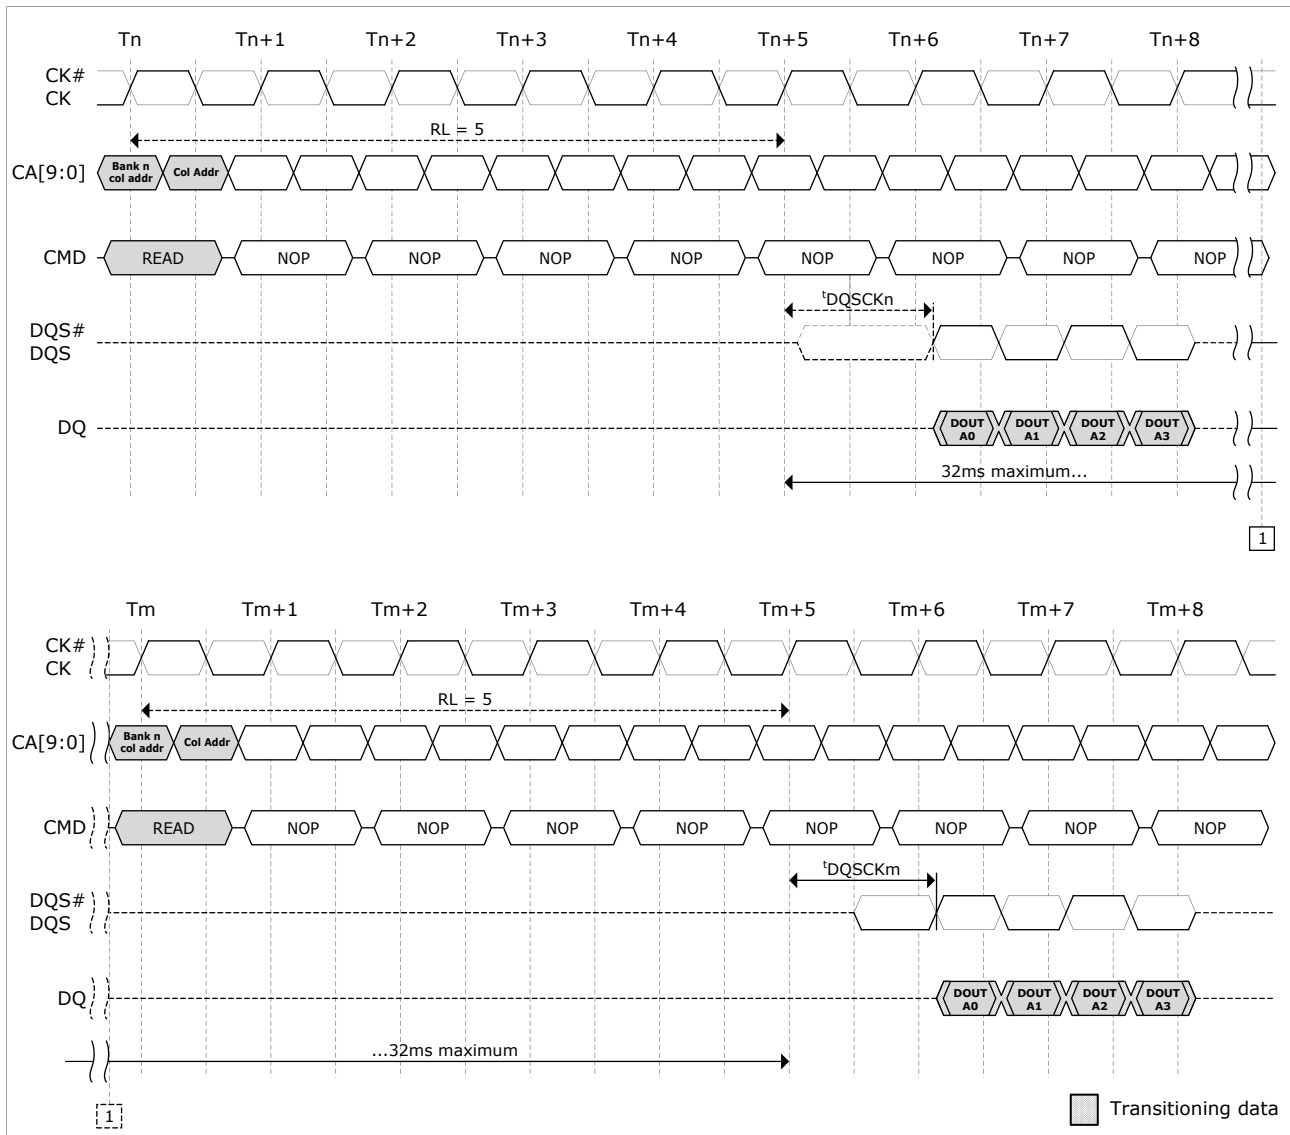 Tn Tn+1 Tn+2 Tn+3 Tn+4 Tn+5 Tn+6 Tn+7 Tn+8
CK#
CK
RL = 5
CA[9:0] Bank n col addr Col Addr
CMD READ NOP NOP NOP NOP NOP NOP NOP NOP
tDQSCKn
DQS#
DQS
DQ DOUT A0 DOUT A1 DOUT A2 DOUT A3
32ms maximum...
1
Tm Tm+1 Tm+2 Tm+3 Tm+4 Tm+5 Tm+6 Tm+7 Tm+8
CK#
CK
RL = 5
CA[9:0] Bank n col addr Col Addr
CMD READ NOP NOP NOP NOP NOP NOP NOP NOP
tDQSCKm
DQS#
DQS
DQ DOUT A0 DOUT A1 DOUT A2 DOUT A3
...32ms maximum
1
Transitioning data